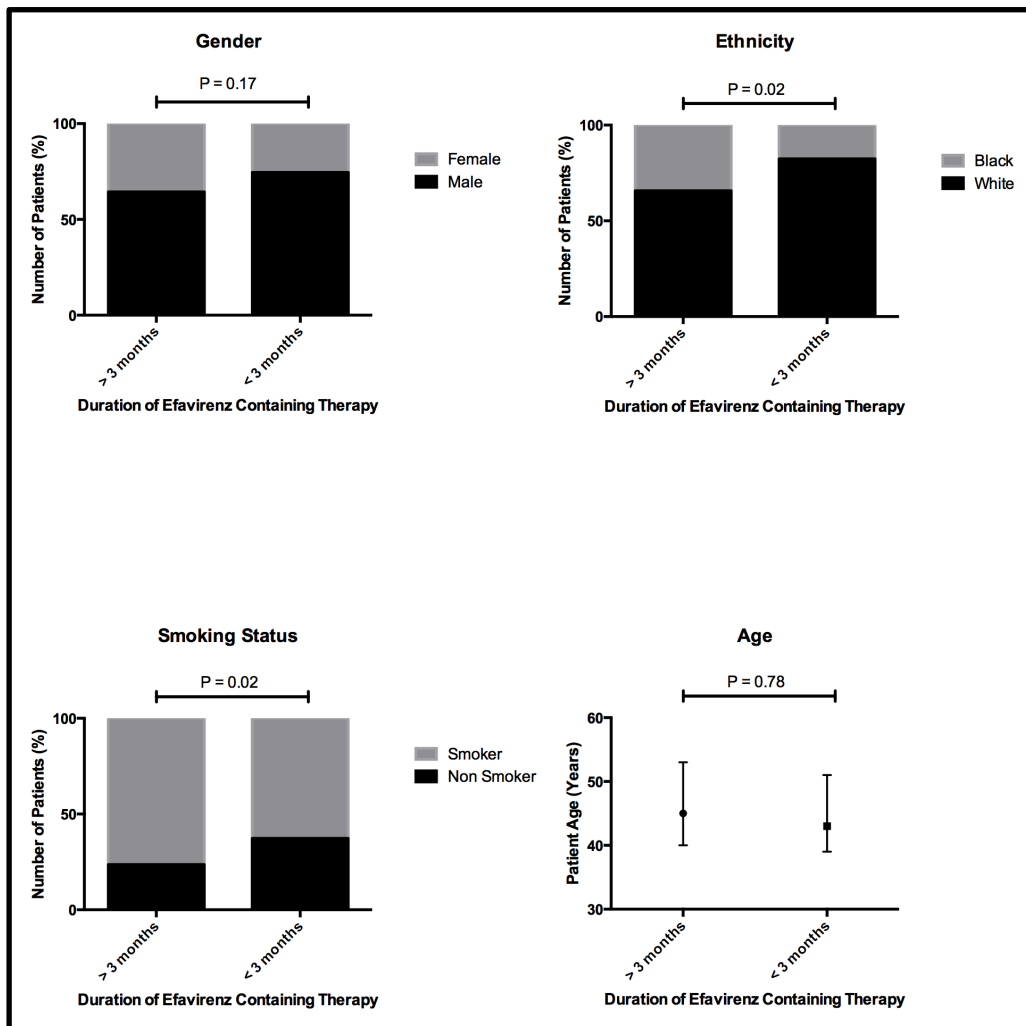 Gender
P = 0.17
Number of Patients (%)
100
50
0
Female
Male
> 3 months
< 3 months
Duration of Efavirenz Containing Therapy
Ethnicity
P = 0.02
Number of Patients (%)
100
50
0
Black
White
> 3 months
< 3 months
Duration of Efavirenz Containing Therapy
Smoking Status
P = 0.02
Number of Patients (%)
100
50
0
Smoker
Non Smoker
> 3 months
< 3 months
Duration of Efavirenz Containing Therapy
Age
P = 0.78
Patient Age (Years)
60
50
40
30
> 3 months
< 3 months
Duration of Efavirenz Containing Therapy